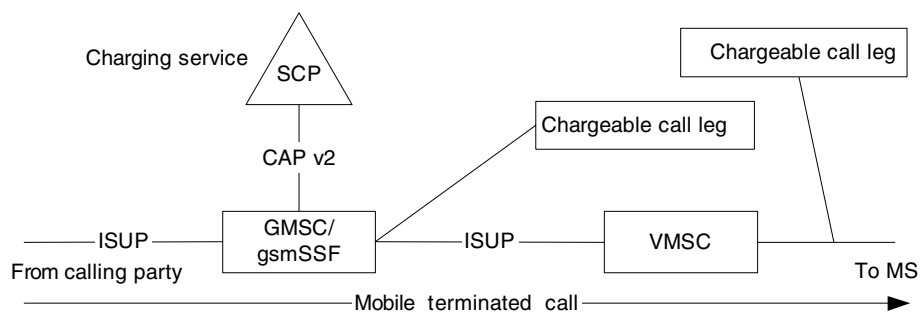 Charging service
SCP
Chargeable call leg
Chargeable call leg
CAP v2
ISUP
GMSC/
gsmSSF
ISUP
VMSC
From calling party
To MS
Mobile terminated call